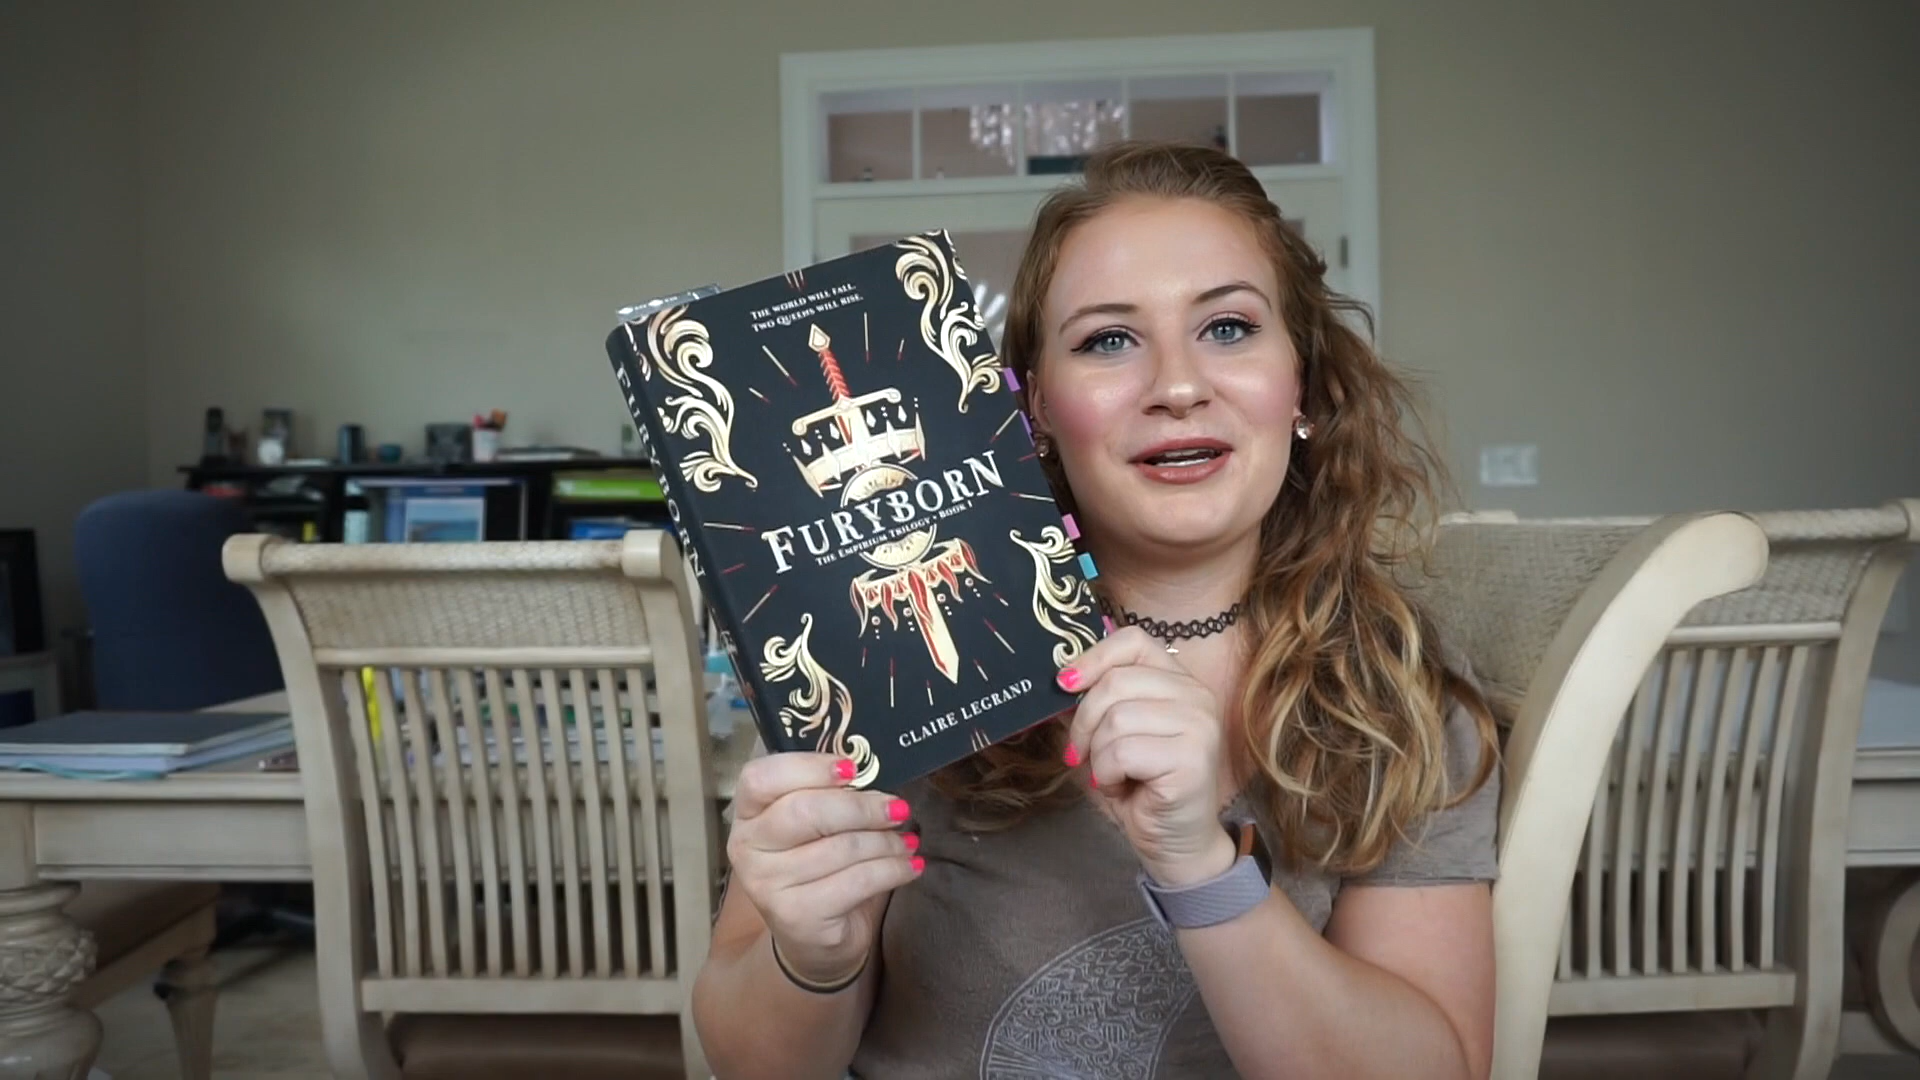 THE WORLD WILL FALL.
TWO QUEENS WILL RISE.
FURYBORN
THE EMPIRIUM TRILOGY • BOOK 1
CLAIRE LEGRAND
FURYBORN